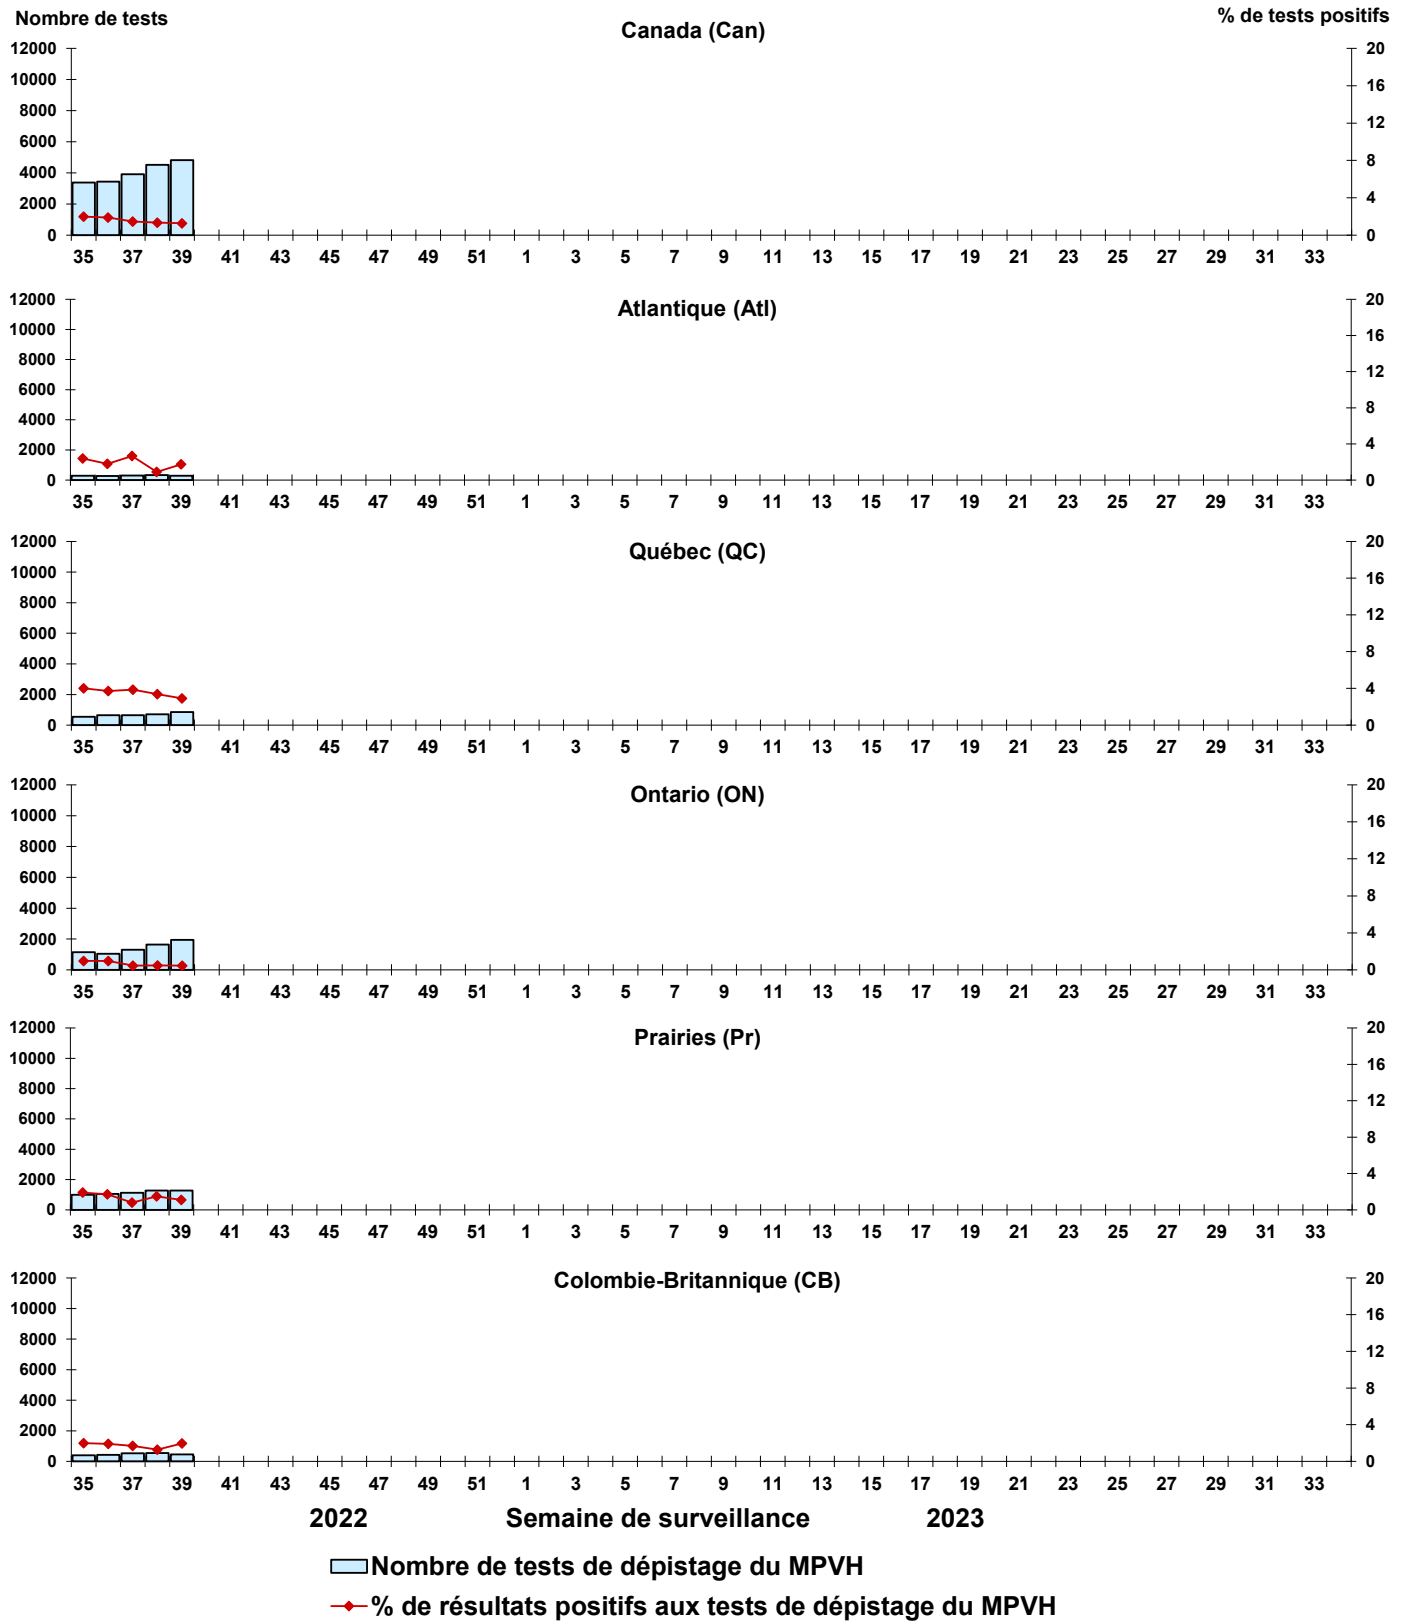 Nombre de tests
% de tests positifs
Canada (Can)
12000 20
10000 16
8000 12
6000 8
4000 4
2000 0
0
35 37 39 41 43 45 47 49 51 1 3 5 7 9 11 13 15 17 19 21 23 25 27 29 31 33
Atlantique (Atl)
12000 20
10000 16
8000 12
6000 8
4000 4
2000 0
0
35 37 39 41 43 45 47 49 51 1 3 5 7 9 11 13 15 17 19 21 23 25 27 29 31 33
Québec (QC)
12000 20
10000 16
8000 12
6000 8
4000 4
2000 0
0
35 37 39 41 43 45 47 49 51 1 3 5 7 9 11 13 15 17 19 21 23 25 27 29 31 33
Ontario (ON)
12000 20
10000 16
8000 12
6000 8
4000 4
2000 0
0
35 37 39 41 43 45 47 49 51 1 3 5 7 9 11 13 15 17 19 21 23 25 27 29 31 33
Prairies (Pr)
12000 20
10000 16
8000 12
6000 8
4000 4
2000 0
0
35 37 39 41 43 45 47 49 51 1 3 5 7 9 11 13 15 17 19 21 23 25 27 29 31 33
Colombie-Britannique (CB)
12000 20
10000 16
8000 12
6000 8
4000 4
2000 0
0
35 37 39 41 43 45 47 49 51 1 3 5 7 9 11 13 15 17 19 21 23 25 27 29 31 33
2022 Semaine de surveillance 2023
Nombre de tests de dépistage du MPVH
% de résultats positifs aux tests de dépistage du MPVH